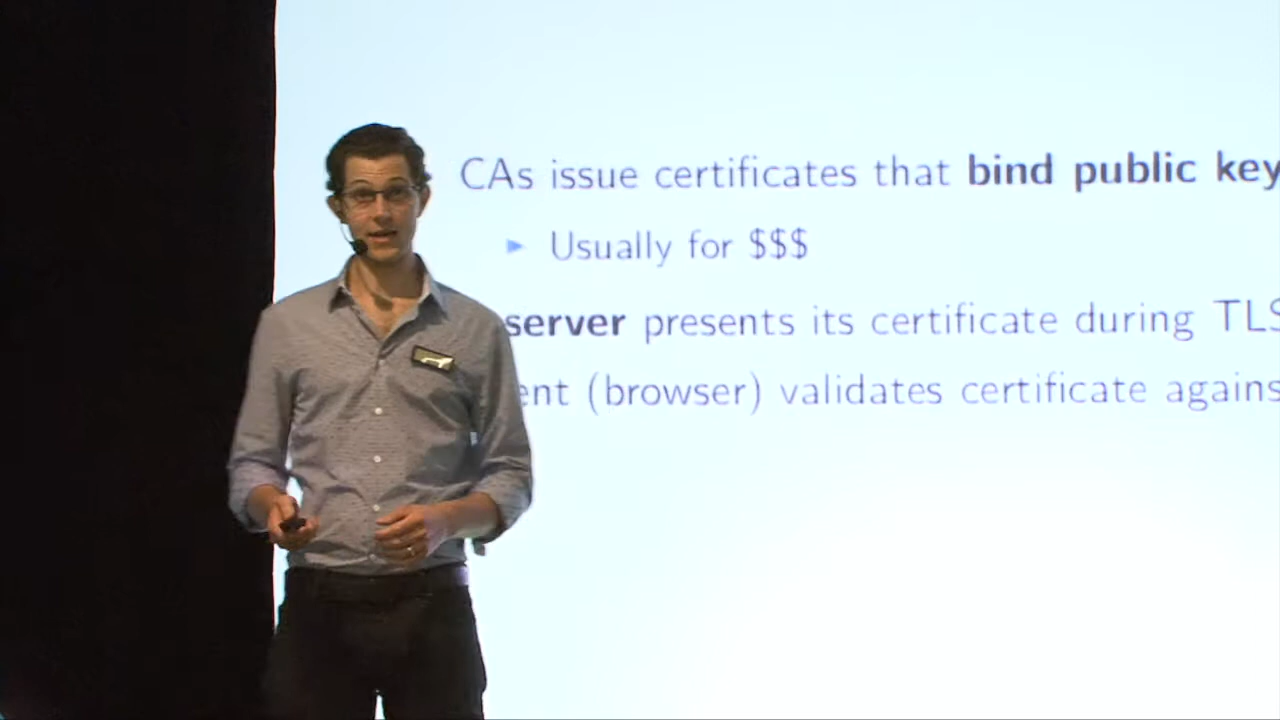 CAs issue certificates that bind public key
Usually for $$$
server presents its certificate during TLS
ent (browser) validates certificate agains